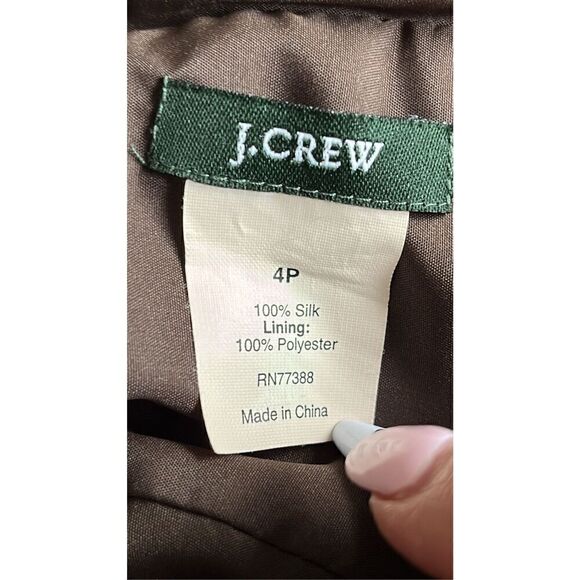 J.CREW
4P
100% Silk
Lining:
100% Polyester
RN77388
Made in China